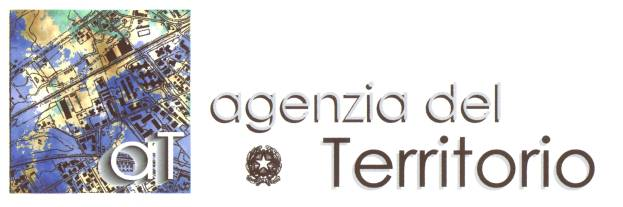 aT
agenzia del
Territorio